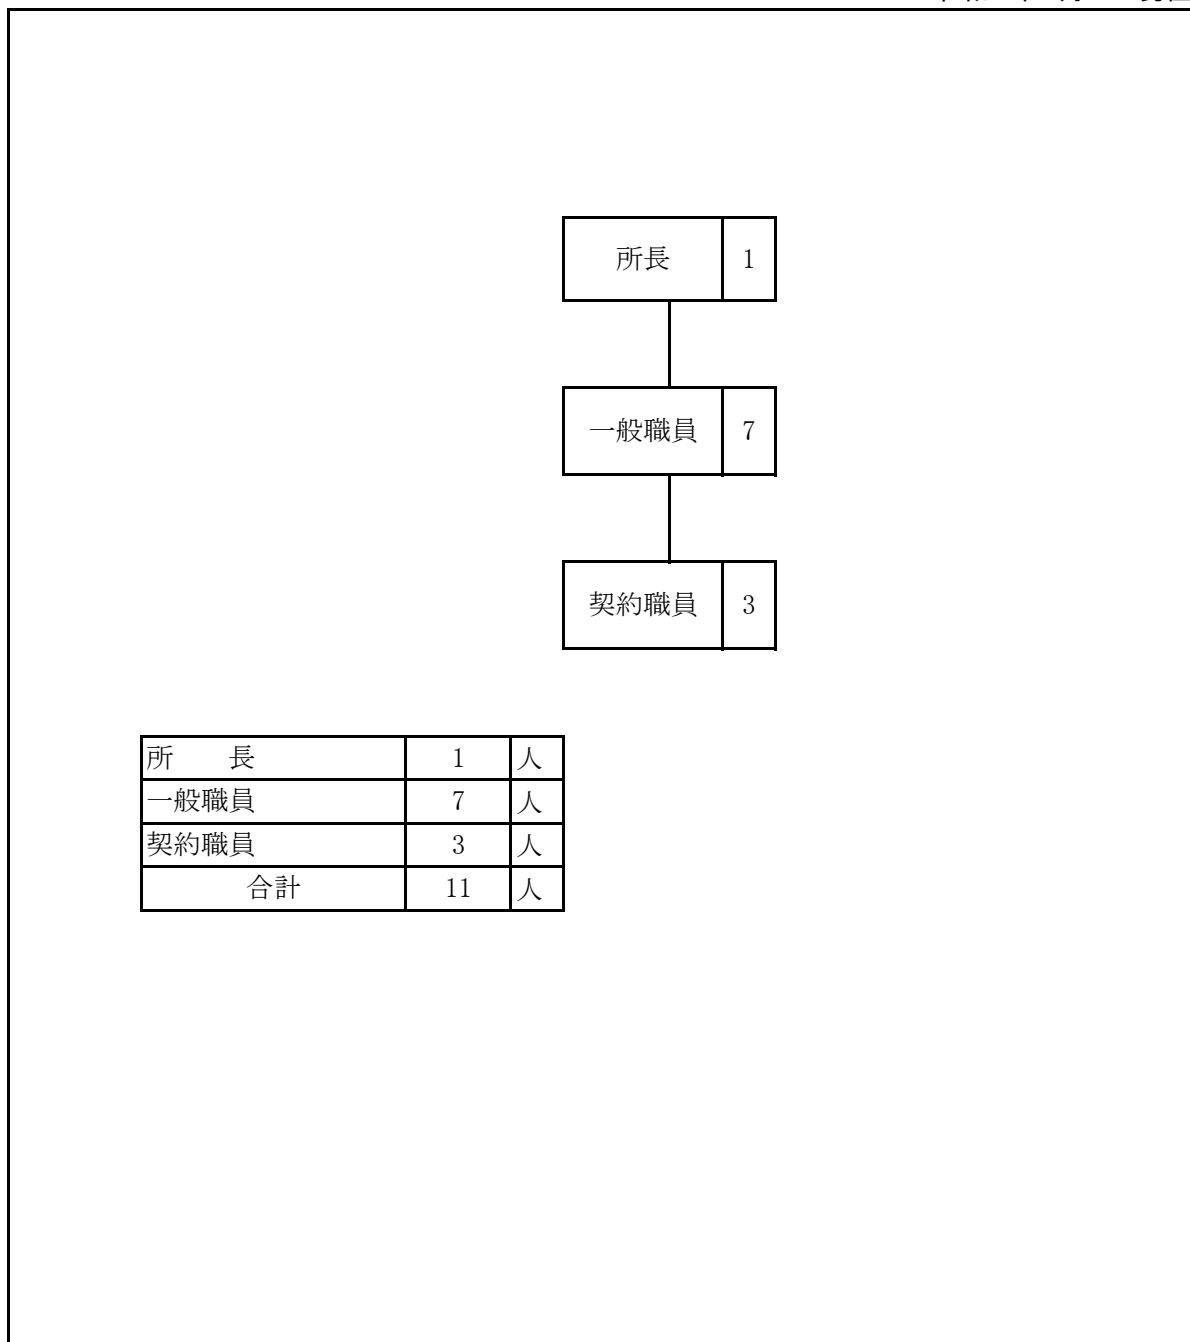 所長 1
一般職員 7
契約職員 3
所　　長 1 人
一般職員 7 人
契約職員 3 人
合計 11 人